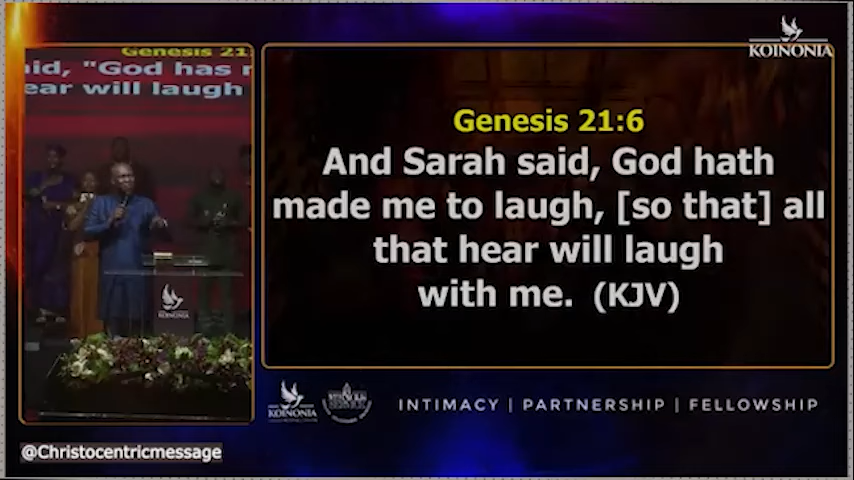 KOINONIA
Genesis 21:
id, "God has
ear will laugh
Genesis 21:6
And Sarah said, God hath
made me to laugh, [so that] all
that hear will laugh
with me. (KJV)
KOINONIA
KOINONIA
INTIMACY | PARTNERSHIP | FELLOWSHIP
@Christocentricmessage